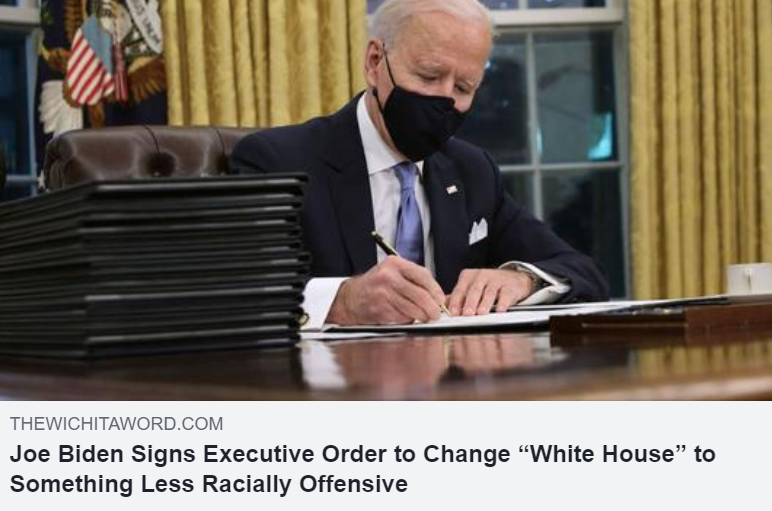 THEWICHITAWORD.COM
Joe Biden Signs Executive Order to Change “White House” to
Something Less Racially Offensive